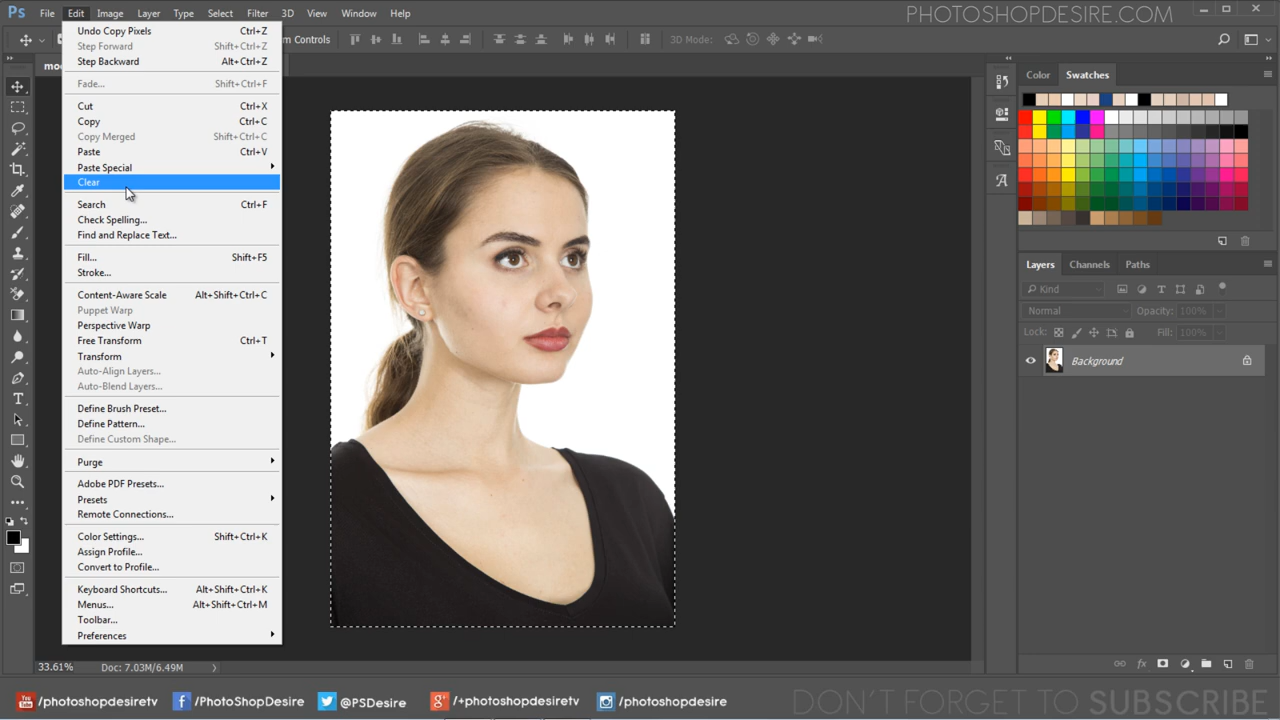 Ps File Edit Image Layer Type Select Filter 3D View Window Help
PHOTOSHOPDESIRE.COM
m Controls 3D Mode:
mo
Undo Copy Pixels Ctrl+Z
Step Forward Shift+Ctrl+Z
Step Backward Alt+Ctrl+Z
Fade... Shift+Ctrl+F
Cut Ctrl+X
Copy Ctrl+C
Copy Merged Shift+Ctrl+C
Paste Ctrl+V
Paste Special
Clear
Search Ctrl+F
Check Spelling...
Find and Replace Text...
Fill... Shift+F5
Stroke...
Content-Aware Scale Alt+Shift+Ctrl+C
Puppet Warp
Perspective Warp
Free Transform Ctrl+T
Transform
Auto-Align Layers...
Auto-Blend Layers...
Define Brush Preset...
Define Pattern...
Define Custom Shape...
Purge
Adobe PDF Presets...
Presets
Remote Connections...
Color Settings... Shift+Ctrl+K
Assign Profile...
Convert to Profile...
Keyboard Shortcuts... Alt+Shift+Ctrl+K
Menus... Alt+Shift+Ctrl+M
Toolbar...
Preferences
Color Swatches
Layers Channels Paths
Kind
Normal Opacity: 100%
Lock: Fill: 100%
Background
33.61% Doc: 7.03M/6.49M
You Tube /photoshopdesiretv /PhotoShopDesire @PSDesire /+photoshopdesiretv /photoshopdesire
DON'T FORGET TO SUBSCRIBE